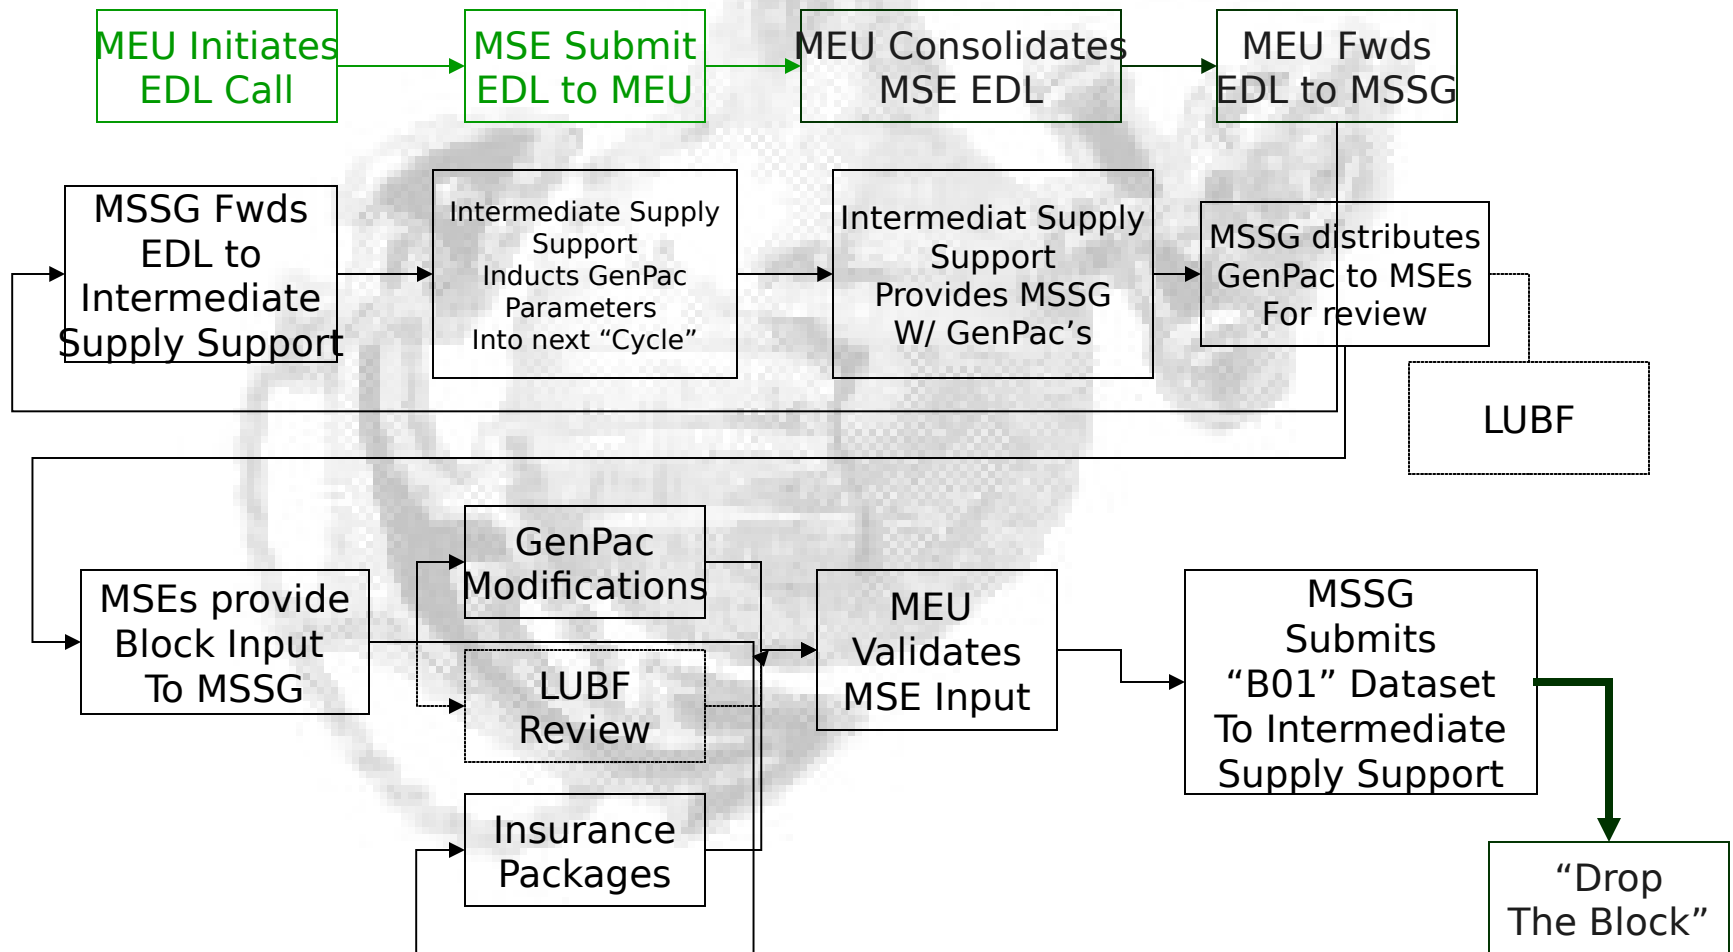 MEU Initiates
EDL Call
MSE Submit
EDL to MEU
MEU Consolidates
MSE EDL
MEU Fwds
EDL to MSSG
MSSG Fwds
EDL to
Intermediate
Supply Support
Intermediate Supply
Support
Inducts GenPac
Parameters
Into next “Cycle”
Intermediat Supply
Support
Provides MSSG
W/ GenPac’s
MSSG distributes
GenPac to MSEs
For review
LUBF
MSEs provide
Block Input
To MSSG
GenPac
Modifications
LUBF
Review
Insurance
Packages
MEU
Validates
MSE Input
MSSG
Submits
“B01” Dataset
To Intermediate
Supply Support
“Drop
The Block”